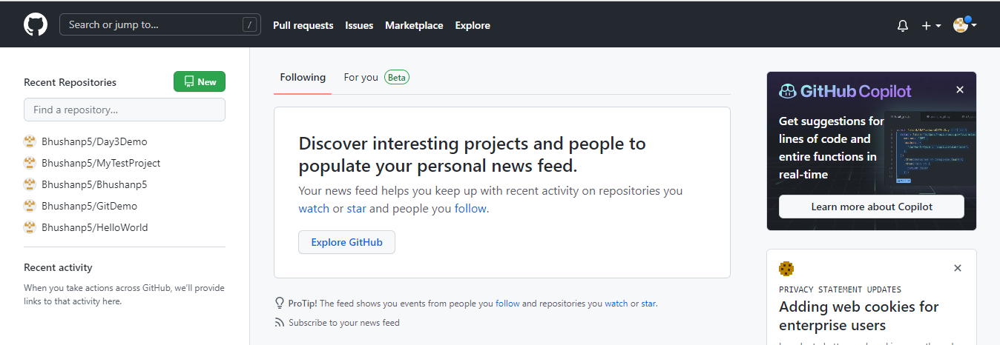 Search or jump to... /
Pull requests
Issues
Marketplace
Explore
Recent Repositories
New
Find a repository...
Bhushanp5/Day3Demo
Bhushanp5/MyTestProject
Bhushanp5/Bhushanp5
Bhushanp5/GitDemo
Bhushanp5/HelloWorld
Recent activity
When you take actions across GitHub, we'll provide
links to that activity here.
Following
For you Beta
Discover interesting projects and people to
populate your personal news feed.
Your news feed helps you keep up with recent activity on repositories you
watch or star and people you follow.
Explore GitHub
ProTip! The feed shows you events from people you follow and repositories you watch or star.
Subscribe to your news feed
GitHub Copilot
Get suggestions for
lines of code and
entire functions in
real-time
Learn more about Copilot
PRIVACY STATEMENT UPDATES
Adding web cookies for
enterprise users